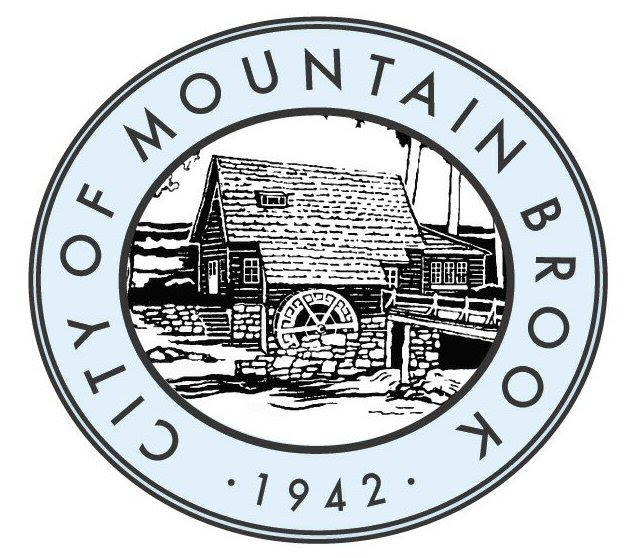 CITY OF MOUNTAIN BROOK
· 1942 ·